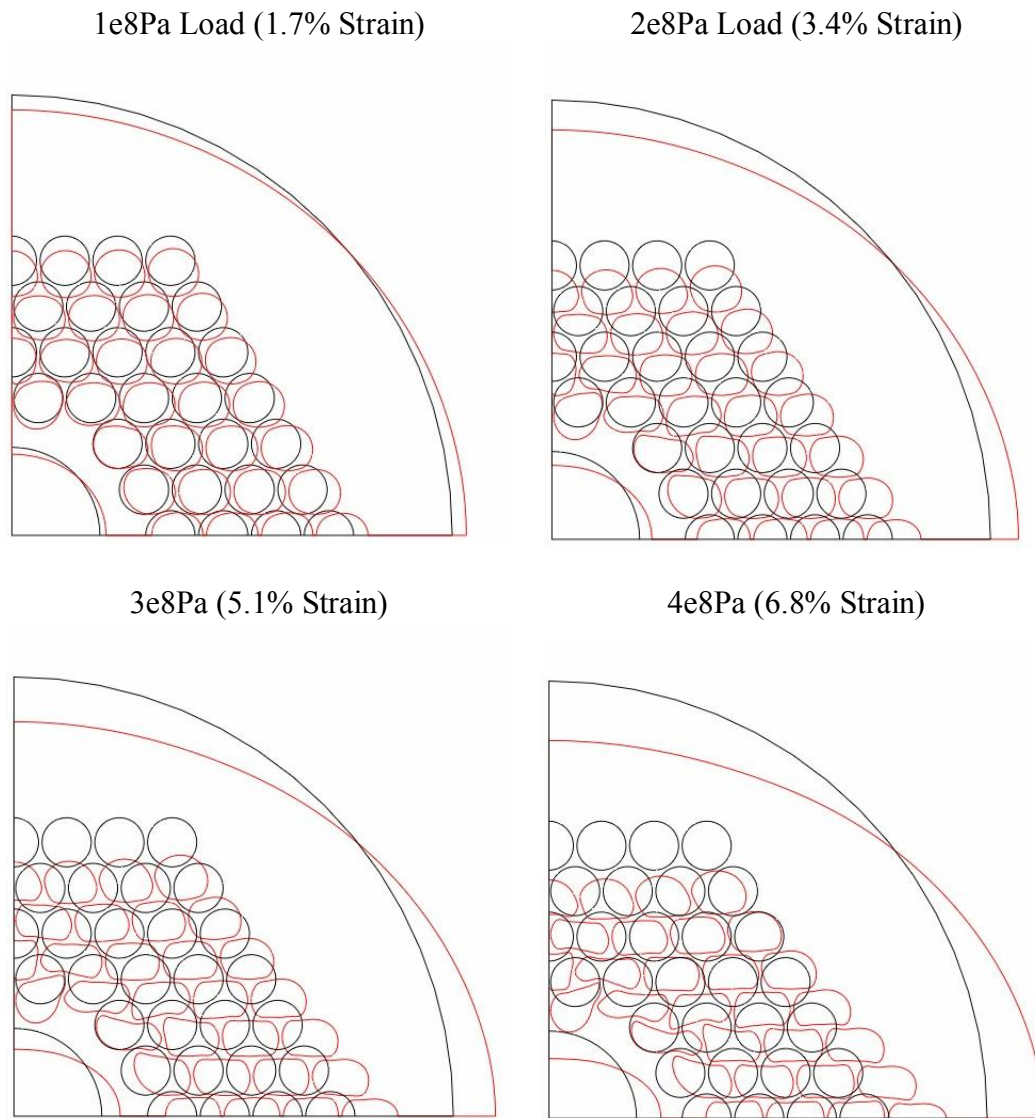 1e8Pa Load (1.7% Strain)
2e8Pa Load (3.4% Strain)
3e8Pa (5.1% Strain)
4e8Pa (6.8% Strain)